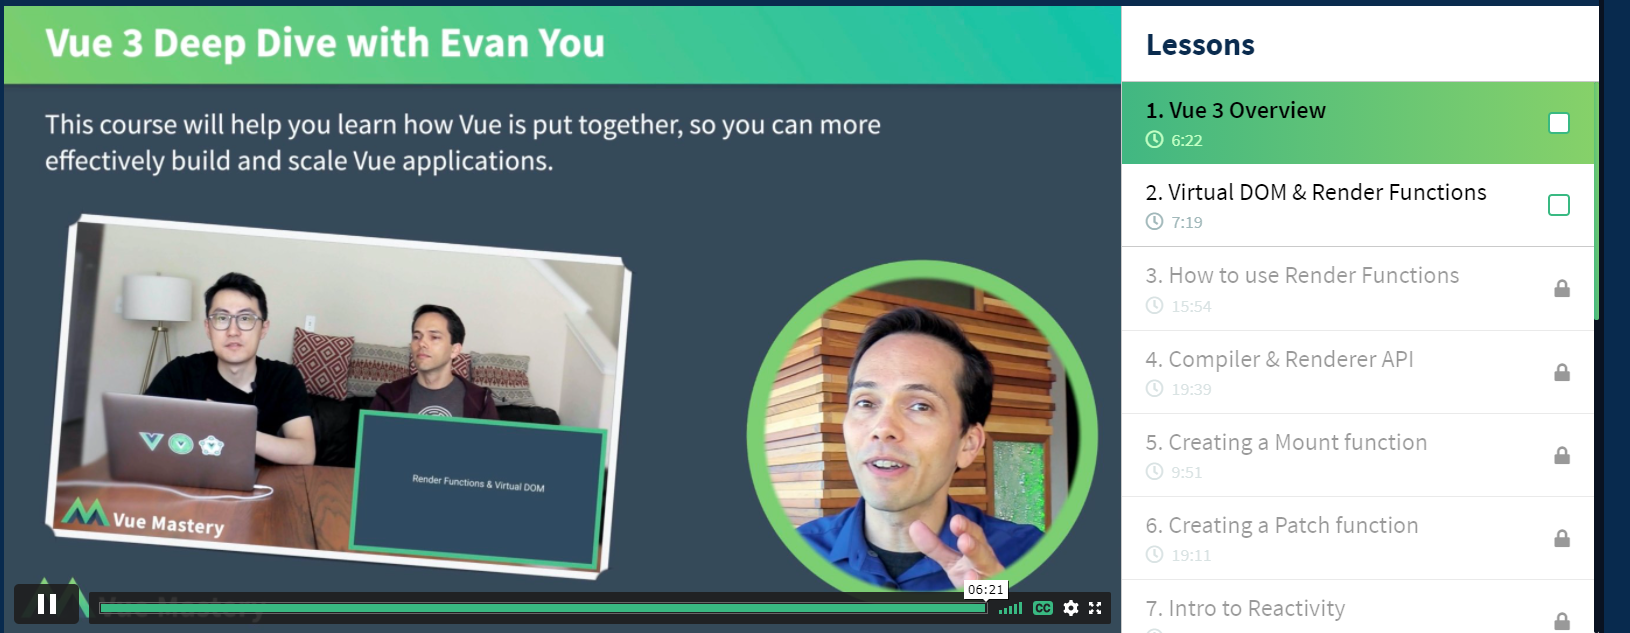 Vue 3 Deep Dive with Evan You
This course will help you learn how Vue is put together, so you can more
effectively build and scale Vue applications.
Render Functions & Virtual DOM
Vue Mastery
Vue Mastery
06:21
CC
Lessons
1. Vue 3 Overview
6:22
2. Virtual DOM & Render Functions
7:19
3. How to use Render Functions
15:54
4. Compiler & Renderer API
19:39
5. Creating a Mount function
9:51
6. Creating a Patch function
19:11
7. Intro to Reactivity